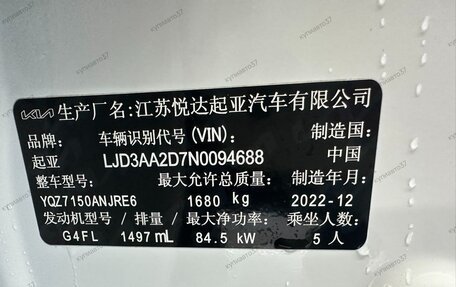 KIA 生产厂名:江苏悦达起亚汽车有限公司
品牌: 车辆识别代号(VIN): 制造国:
起亚 LJD3AA2D7N0094688 中国
整车型号: 最大允许总质量: 制造年月:
YQZ7150ANJRE6 1680 kg 2022-12
发动机型号/排量/最大净功率: 乘坐人数:
G4FL 1497 mL 84.5 kW 5人